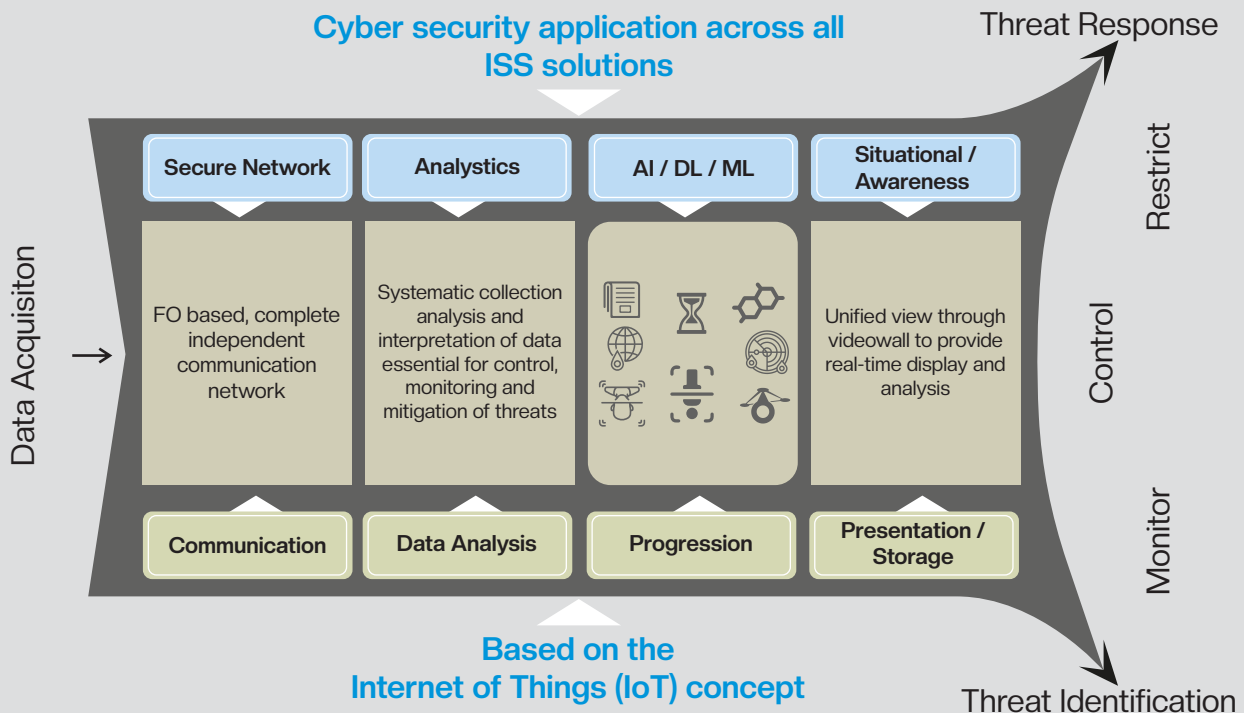 Cyber security application across all
ISS solutions
Threat Response
Secure Network
Analystics
AI / DL / ML
Situational /
Awareness
Restrict
Control
Monitor
Data Acquisiton
FO based, complete
independent
communication
network
Systematic collection
analysis and
interpretation of data
essential for control,
monitoring and
mitigation of threats
Unified view through
videowall to provide
real-time display and
analysis
Communication
Data Analysis
Progression
Presentation /
Storage
Based on the
Internet of Things (IoT) concept
Threat Identification